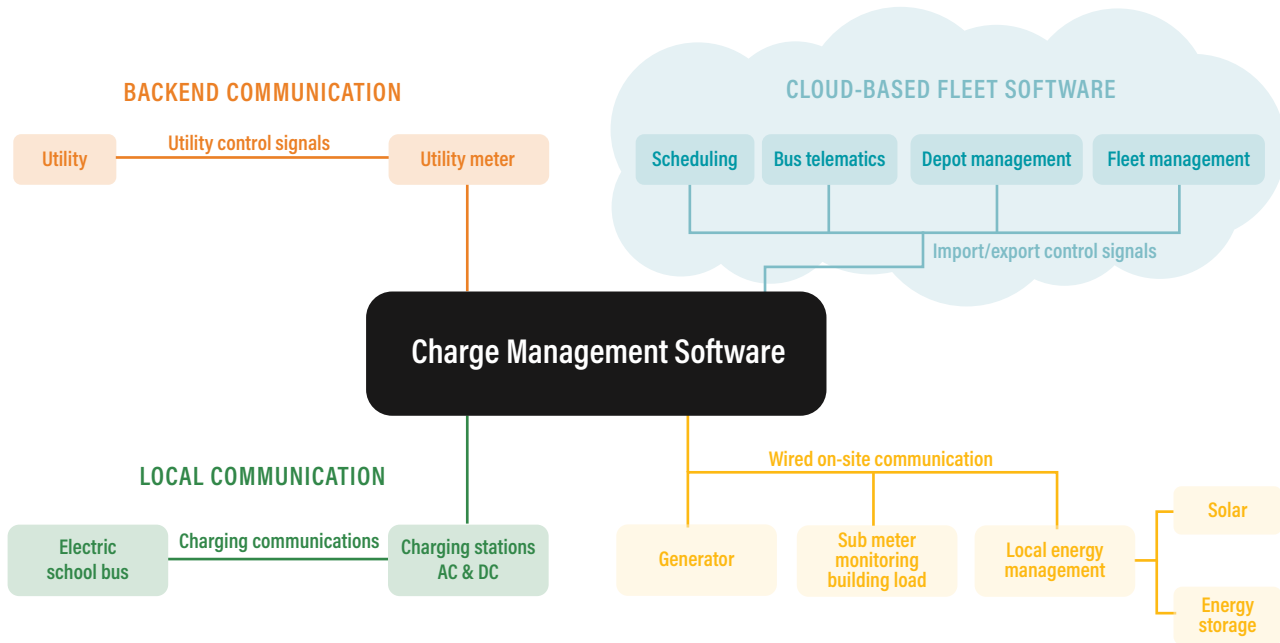 BACKEND COMMUNICATION
Utility
Utility control signals
Utility meter
CLOUD-BASED FLEET SOFTWARE
Scheduling
Bus telematics
Depot management
Fleet management
Import/export control signals
Charge Management Software
LOCAL COMMUNICATION
Electric
school bus
Charging communications
Charging stations
AC & DC
Wired on-site communication
Generator
Sub meter
monitoring
building load
Local energy
management
Solar
Energy
storage